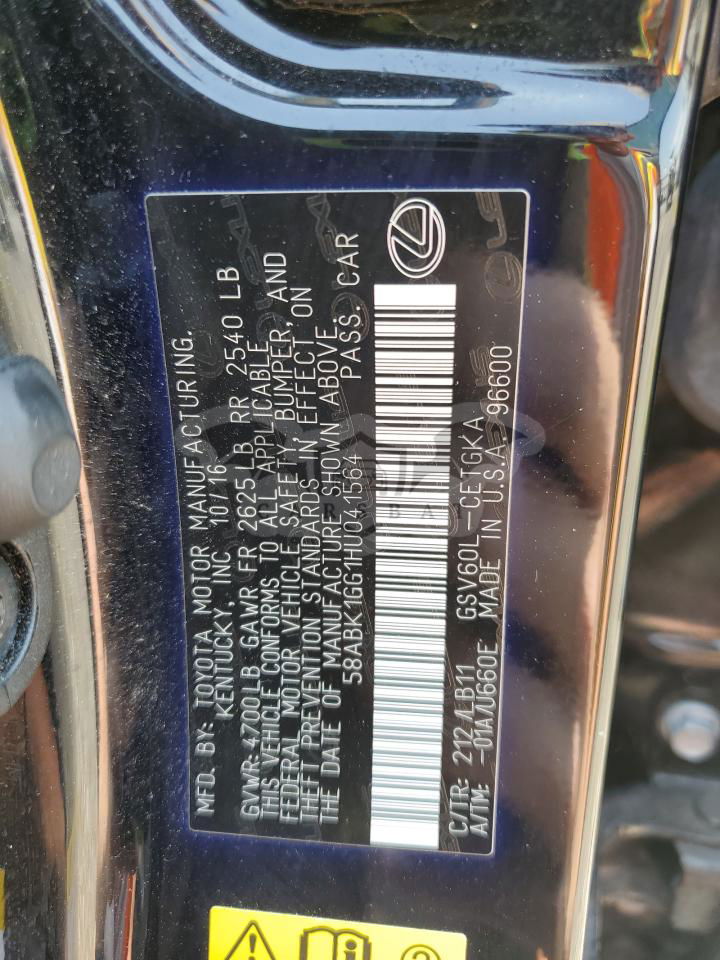 MFD. BY: TOYOTA MOTOR MANUFACTURING,
KENTUCKY, INC 10/16
GVWR 4700LB GAWR FR 2625LB RR 2540 LB
THIS VEHICLE CONFORMS TO ALL APPLICABLE
FEDERAL MOTOR VEHICLE SAFETY, BUMPER, AND
THEFT PREVENTION STANDARDS IN EFFECT ON
THE DATE OF MANUFACTURE SHOWN ABOVE.
58ABK1GG1HU041564 PASS. CAR
C/TR: 212 /LB11 GSV60L-CETGKA
A/TM: -01A/U660E MADE IN U.S.A. 96600